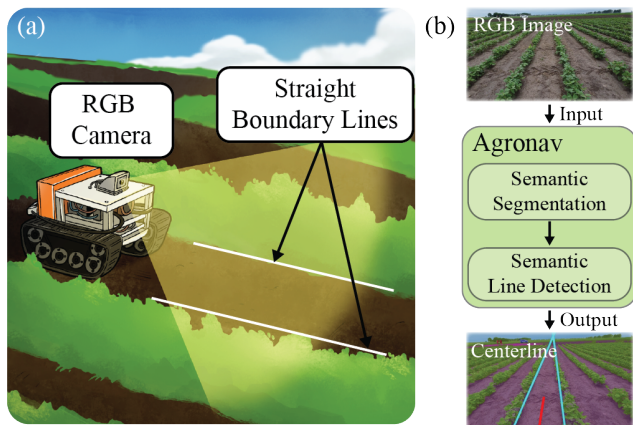 (a)
RGB
Camera
Straight
Boundary Lines
(b)
RGB Image
Input
Agronav
Semantic
Segmentation
Semantic
Line Detection
Output
Centerline